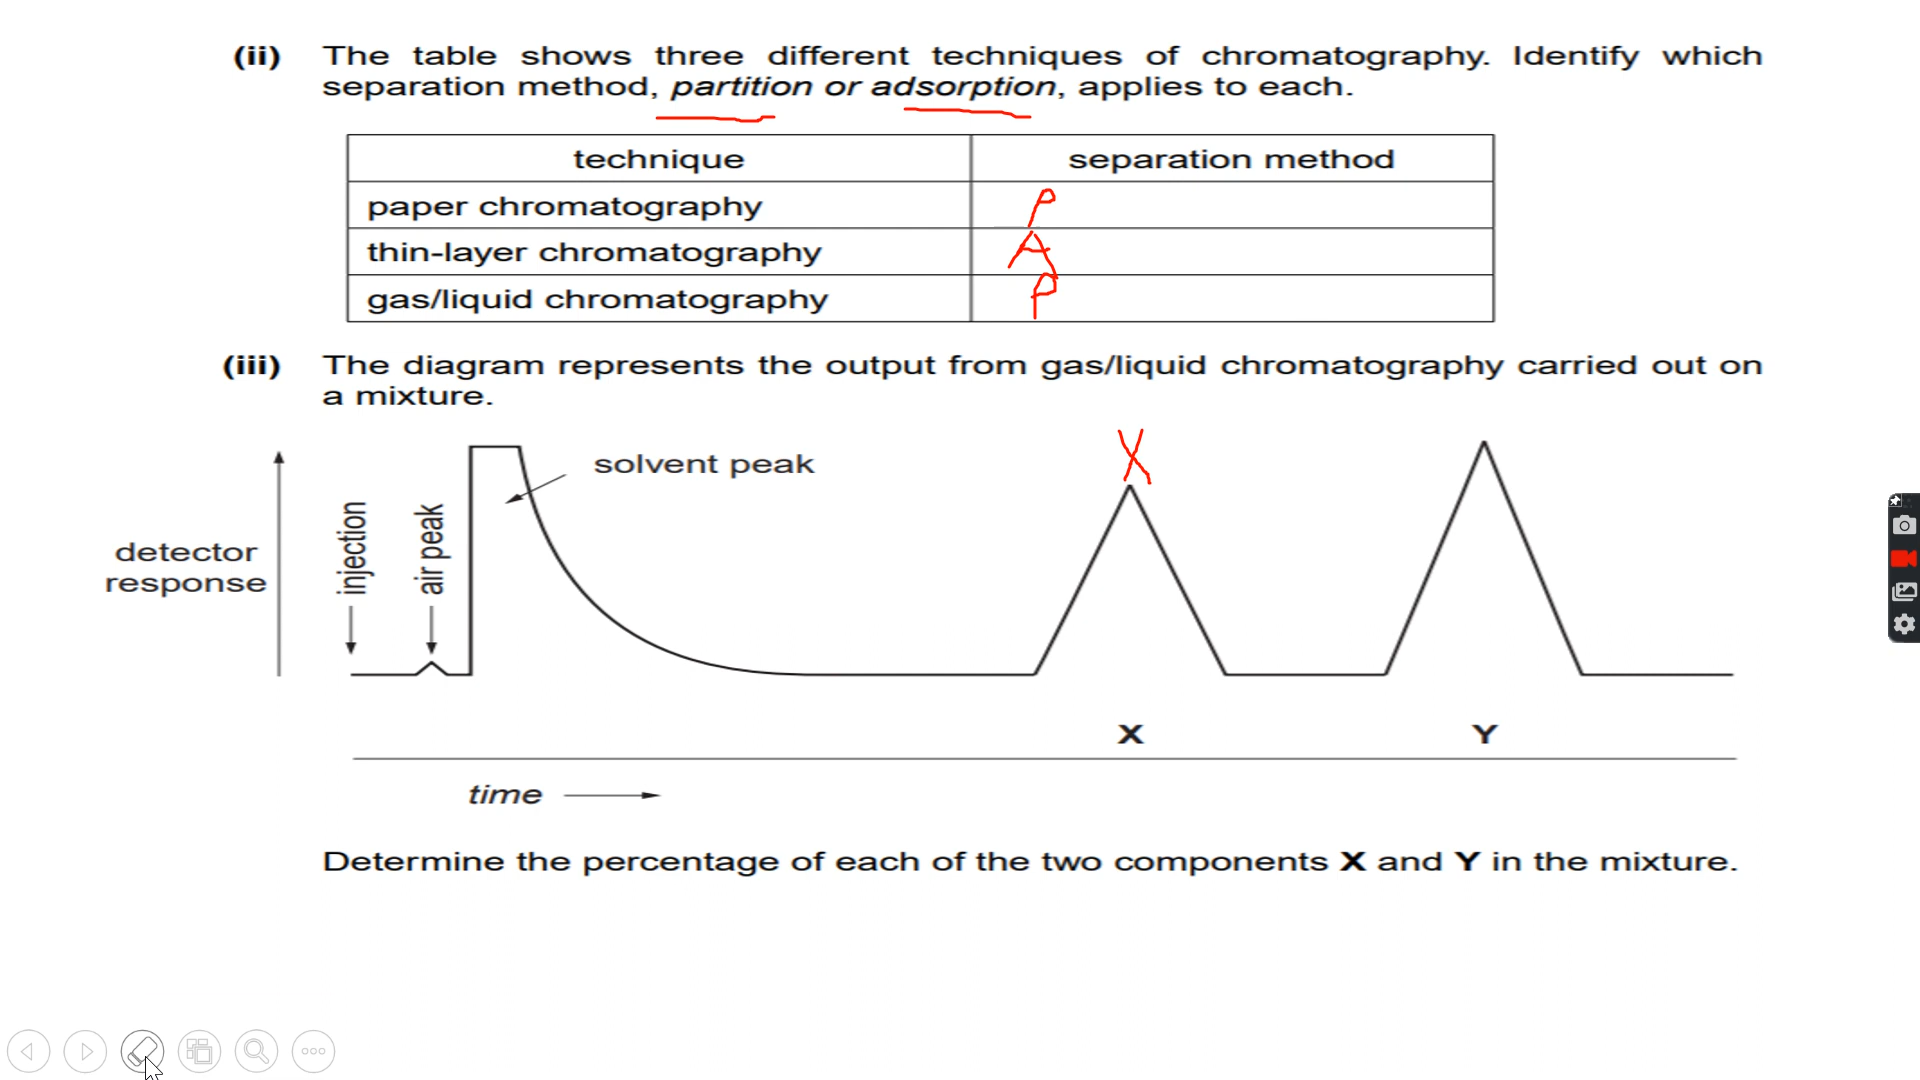 (ii) The table shows three different techniques of chromatography. Identify which
separation method, partition or adsorption, applies to each.
technique separation method
paper chromatography P
thin-layer chromatography A
gas/liquid chromatography P
(iii) The diagram represents the output from gas/liquid chromatography carried out on
a mixture.
X
solvent peak
injection
air peak
detector
response
X Y
time
Determine the percentage of each of the two components X and Y in the mixture.